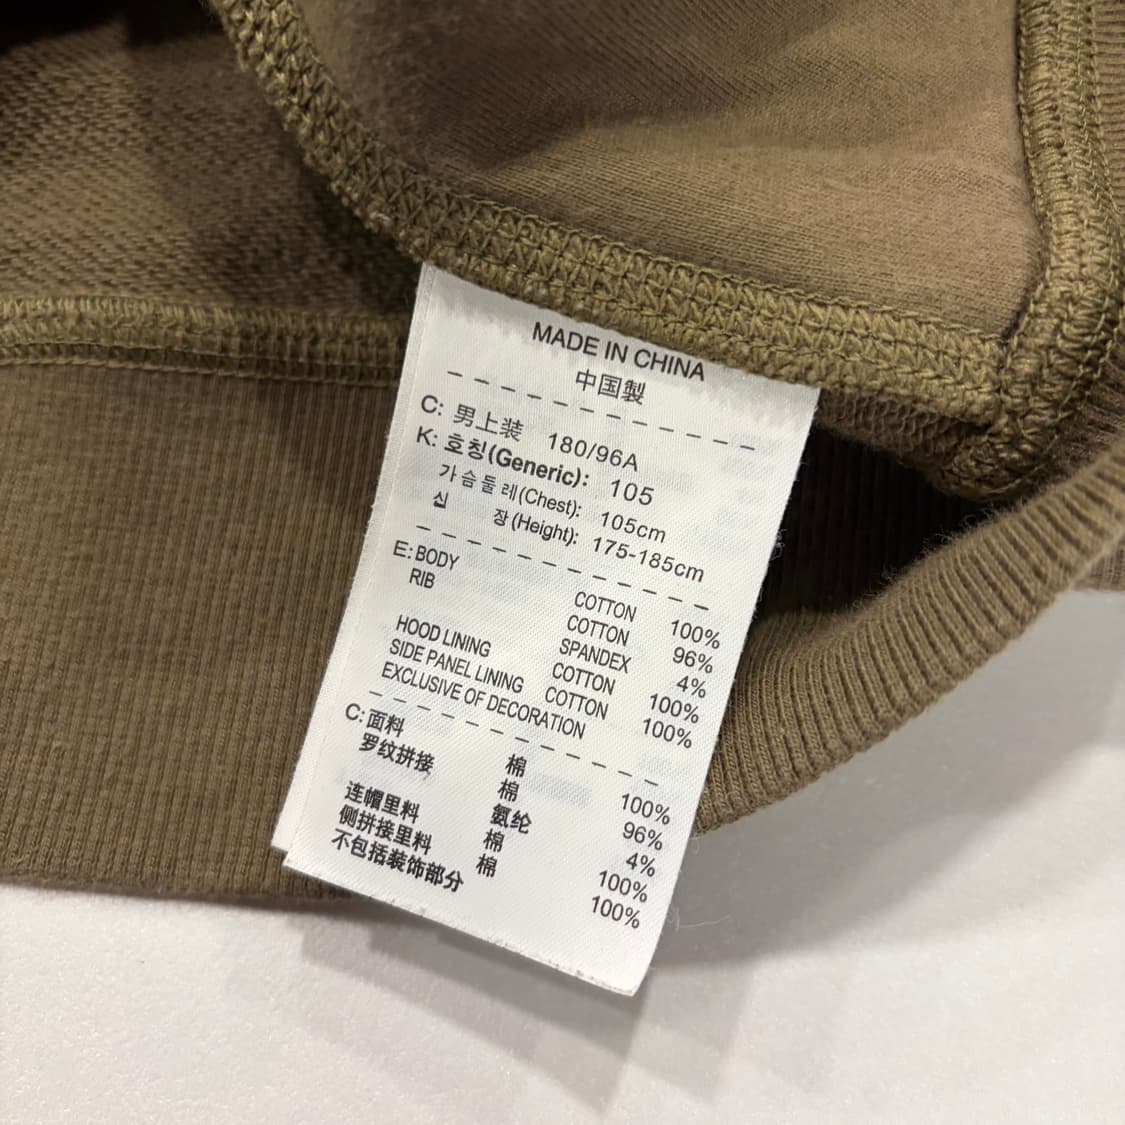 MADE IN CHINA
中国製
C: 男上装 180/96A
K: 호칭(Generic): 105
가슴둘레(Chest): 105cm
신 장(Height): 175-185cm
E: BODY COTTON 100%
RIB COTTON 96%
SPANDEX 4%
HOOD LINING COTTON 100%
SIDE PANEL LINING COTTON 100%
EXCLUSIVE OF DECORATION
C: 面料 棉 100%
罗纹拼接 棉 96%
氨纶 4%
连帽里料 棉 100%
侧拼接里料 棉 100%
不包括装饰部分